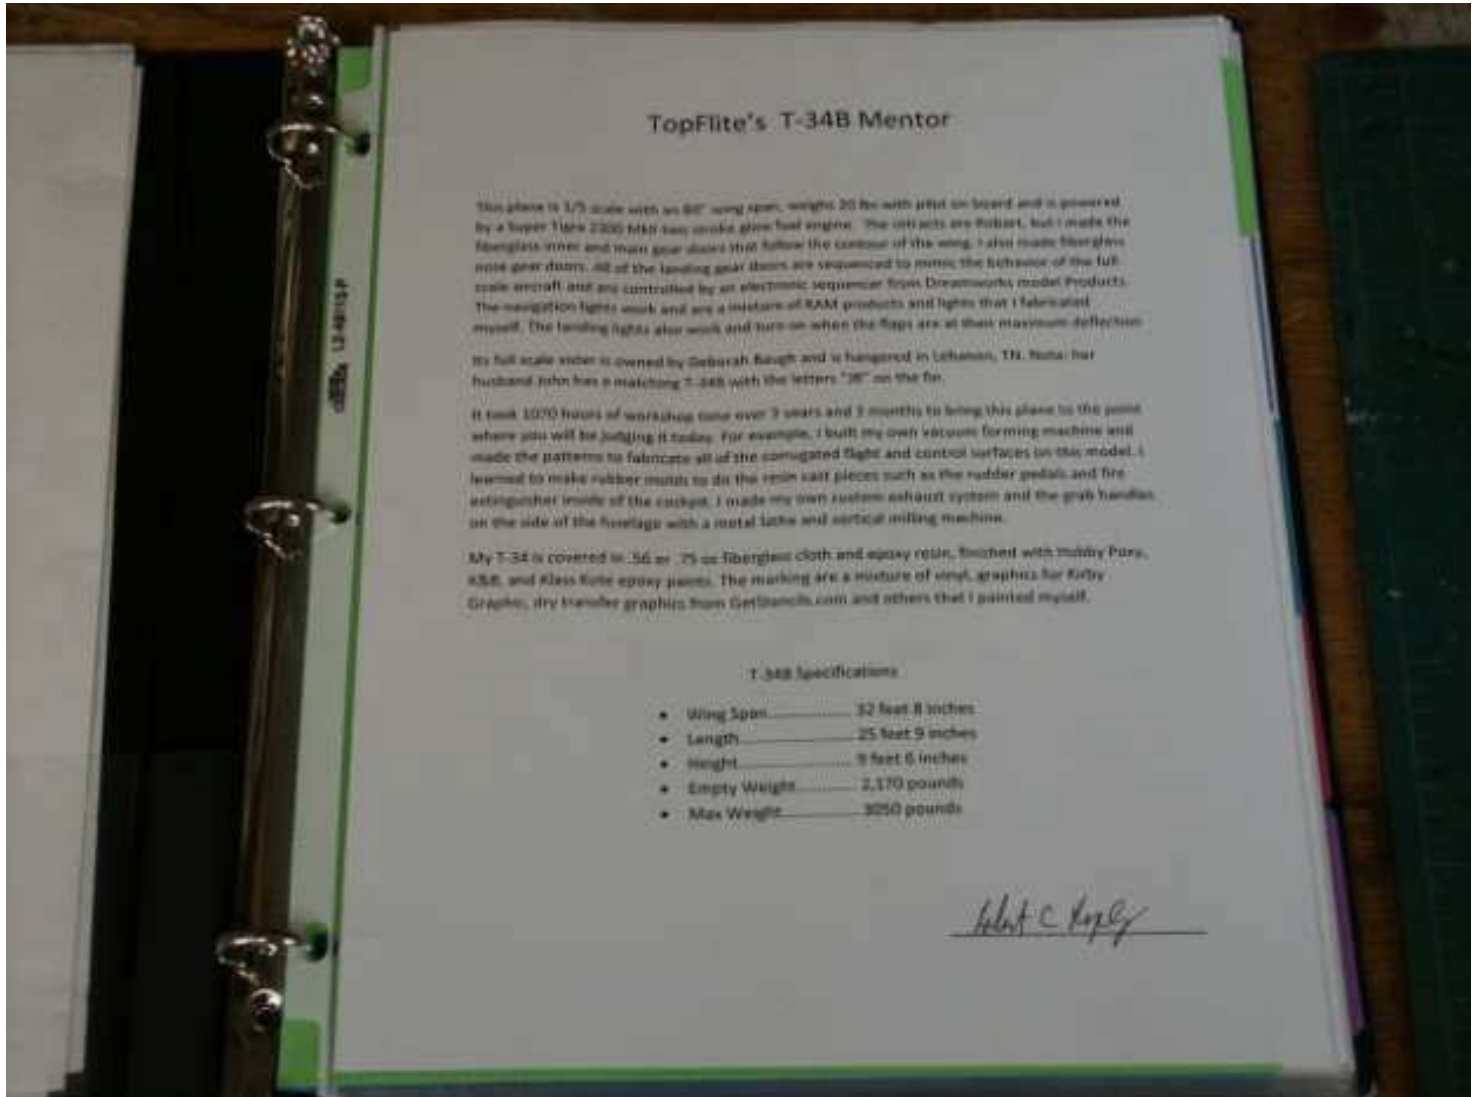 TopFlite's T-34B Mentor
This plane is 1/5 scale with an 80" wing span, weighs 20 lbs with pilot on board and is powered
by a Super Tigre 2300 MkII two stroke glow fuel engine. The retracts are Robart, but I made the
fiberglass inner and main gear doors that follow the contour of the wing. I also made fiberglass
nose gear doors. All of the landing gear doors are sequenced to mimic the behavior of the full
scale aircraft and are controlled by an electronic sequencer from Dreamworks model Products.
The navigation lights work and are a mixture of RAM products and lights that I fabricated
myself. The landing lights also work and turn on when the flaps are at their maximum deflection
Its full scale sister is owned by Deborah Baugh and is hangered in Lebanon, TN. Note: her
husband John has a matching T-34B with the letters "JB" on the fin.
It took 1070 hours of workshop time over 3 years and 3 months to bring this plane to the point
where you will be judging it today. For example, I built my own vacuum forming machine and
made the patterns to fabricate all of the corrugated flight and control surfaces on this model. I
learned to make rubber molds to do the resin cast pieces such as the rudder pedals and fire
extinguisher inside of the cockpit. I made my own custom exhaust system and the grab handles
on the side of the fuselage with a metal lathe and vertical milling machine.
My T-34 is covered in .56 or .75 oz fiberglass cloth and epoxy resin, finished with Hobby Poxy,
K&B, and Klass Kote epoxy paints. The marking are a mixture of vinyl, graphics for Kirby
Graphic, dry transfer graphics from GetStencils.com and others that I painted myself.
T-34B Specifications
• Wing Span.................. 32 feet 8 inches
• Length........................ 25 feet 9 inches
• Height........................ 9 feet 6 inches
• Empty Weight............ 2,170 pounds
• Max Weight................ 3050 pounds